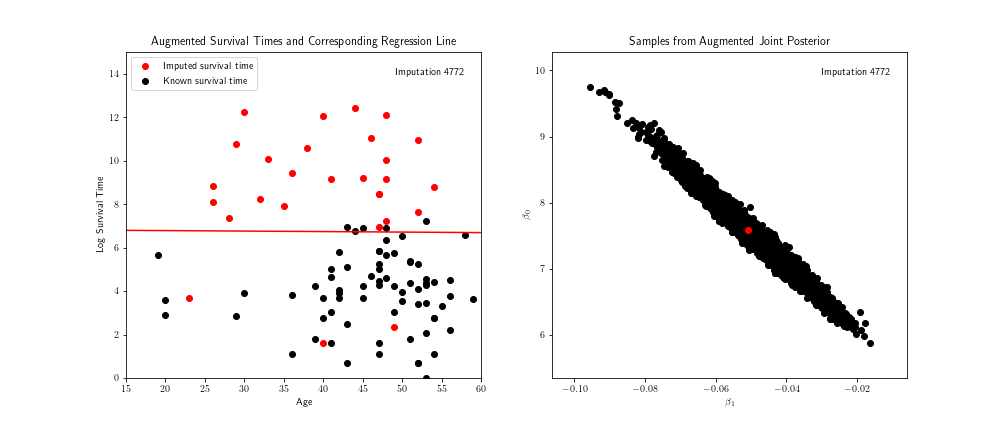 Augmented Survival Times and Corresponding Regression Line
Imputed survival time
Known survival time
Imputation 4772
Log Survival Time
14
12
10
8
6
4
2
0
15 20 25 30 35 40 45 50 55 60
Age
Samples from Augmented Joint Posterior
Imputation 4772
β₀
10
9
8
7
6
−0.10 −0.08 −0.06 −0.04 −0.02
β₁